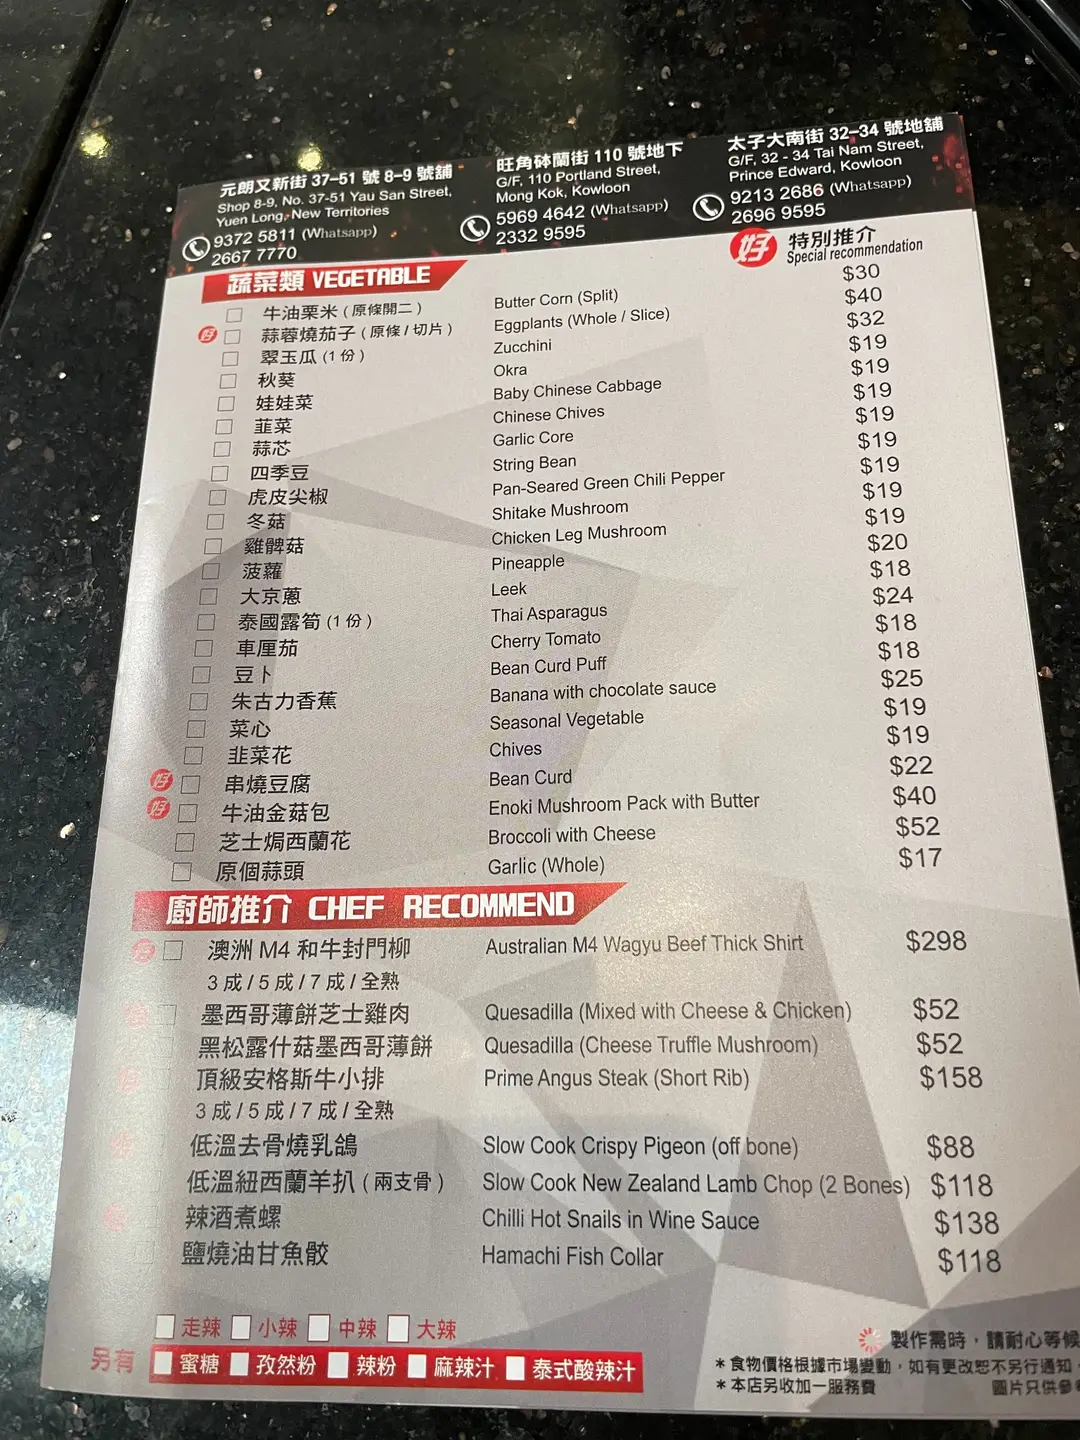 元朗又新街 37–51 號 8–9 號舖
Shop 8-9, No. 37-51 Yau San Street,
Yuen Long, New Territories
9372 5811 (Whatsapp)
2667 7770
旺角砵蘭街 110 號地下
G/F, 110 Portland Street,
Mong Kok, Kowloon
5969 4642 (Whatsapp)
2332 9595
太子大南街 32–34 號地舖
G/F, 32 - 34 Tai Nam Street,
Prince Edward, Kowloon
9213 2686 (Whatsapp)
2696 9595
好 特別推介
Special recommendation
蔬菜類 VEGETABLE
牛油栗米 (原條開二) Butter Corn (Split) $30
好 蒜蓉燒茄子 (原條 / 切片) Eggplants (Whole / Slice) $40
翠玉瓜 (1 份) Zucchini $32
秋葵 Okra $19
娃娃菜 Baby Chinese Cabbage $19
韮菜 Chinese Chives $19
蒜芯 Garlic Core $19
四季豆 String Bean $19
虎皮尖椒 Pan-Seared Green Chili Pepper $19
冬菇 Shitake Mushroom $19
雞髀菇 Chicken Leg Mushroom $19
菠蘿 Pineapple $20
大京蔥 Leek $18
泰國露筍 (1 份) Thai Asparagus $24
車厘茄 Cherry Tomato $18
豆卜 Bean Curd Puff $18
朱古力香蕉 Banana with chocolate sauce $25
菜心 Seasonal Vegetable $19
韭菜花 Chives $19
好 串燒豆腐 Bean Curd $22
好 牛油金菇包 Enoki Mushroom Pack with Butter $40
芝士焗西蘭花 Broccoli with Cheese $52
原個蒜頭 Garlic (Whole) $17
廚師推介 CHEF RECOMMEND
好 澳洲 M4 和牛封門柳 Australian M4 Wagyu Beef Thick Shirt $298
3 成 / 5 成 / 7 成 / 全熟
墨西哥薄餅芝士雞肉 Quesadilla (Mixed with Cheese & Chicken) $52
黑松露什菇墨西哥薄餅 Quesadilla (Cheese Truffle Mushroom) $52
頂級安格斯牛小排 Prime Angus Steak (Short Rib) $158
3 成 / 5 成 / 7 成 / 全熟
低溫去骨燒乳鴿 Slow Cook Crispy Pigeon (off bone) $88
低溫紐西蘭羊扒 (兩支骨) Slow Cook New Zealand Lamb Chop (2 Bones) $118
辣酒煮螺 Chilli Hot Snails in Wine Sauce $138
鹽燒油甘魚骹 Hamachi Fish Collar $118
走辣 小辣 中辣 大辣
另有 蜜糖 孜然粉 辣粉 麻辣汁 泰式酸辣汁
製作需時，請耐心等候
＊食物價格根據市場變動，如有更改恕不另行通知
＊本店另收加一服務費
圖片只供參